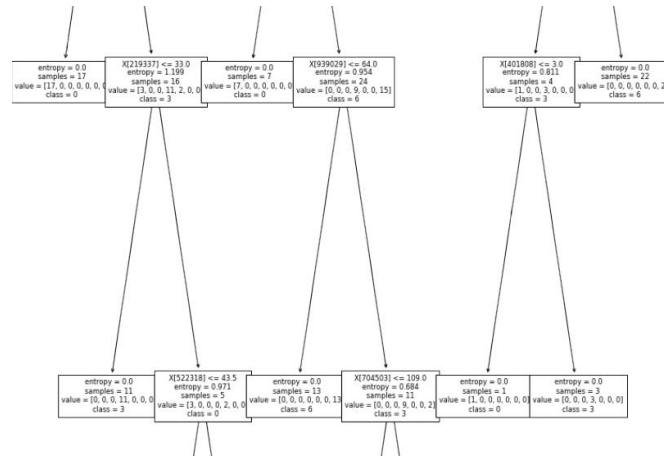 entropy = 0.0
samples = 17
value = [17, 0, 0, 0, 0, 0, 0
class = 0
X[219337] <= 33.0
entropy = 1.199
samples = 16
value = [3, 0, 0, 11, 2, 0, 0
class = 3
entropy = 0.0
samples = 7
value = [7, 0, 0, 0, 0, 0, 0
class = 0
X[939029] <= 64.0
entropy = 0.954
samples = 24
value = [0, 0, 0, 9, 0, 0, 15]
class = 6
X[401808] <= 3.0
entropy = 0.811
samples = 4
value = [1, 0, 0, 3, 0, 0, 0
class = 3
entropy = 0.0
samples = 22
value = [0, 0, 0, 0, 0, 0, 2
class = 6
entropy = 0.0
samples = 11
value = [0, 0, 0, 11, 0, 0, 0
class = 3
X[522318] <= 43.5
entropy = 0.971
samples = 5
value = [3, 0, 0, 0, 2, 0, 0
class = 0
entropy = 0.0
samples = 13
value = [0, 0, 0, 0, 0, 0, 13
class = 6
X[704503] <= 109.0
entropy = 0.684
samples = 11
value = [0, 0, 0, 9, 0, 0, 2]
class = 3
entropy = 0.0
samples = 1
value = [1, 0, 0, 0, 0, 0, 0]
class = 0
entropy = 0.0
samples = 3
value = [0, 0, 0, 3, 0, 0, 0]
class = 3